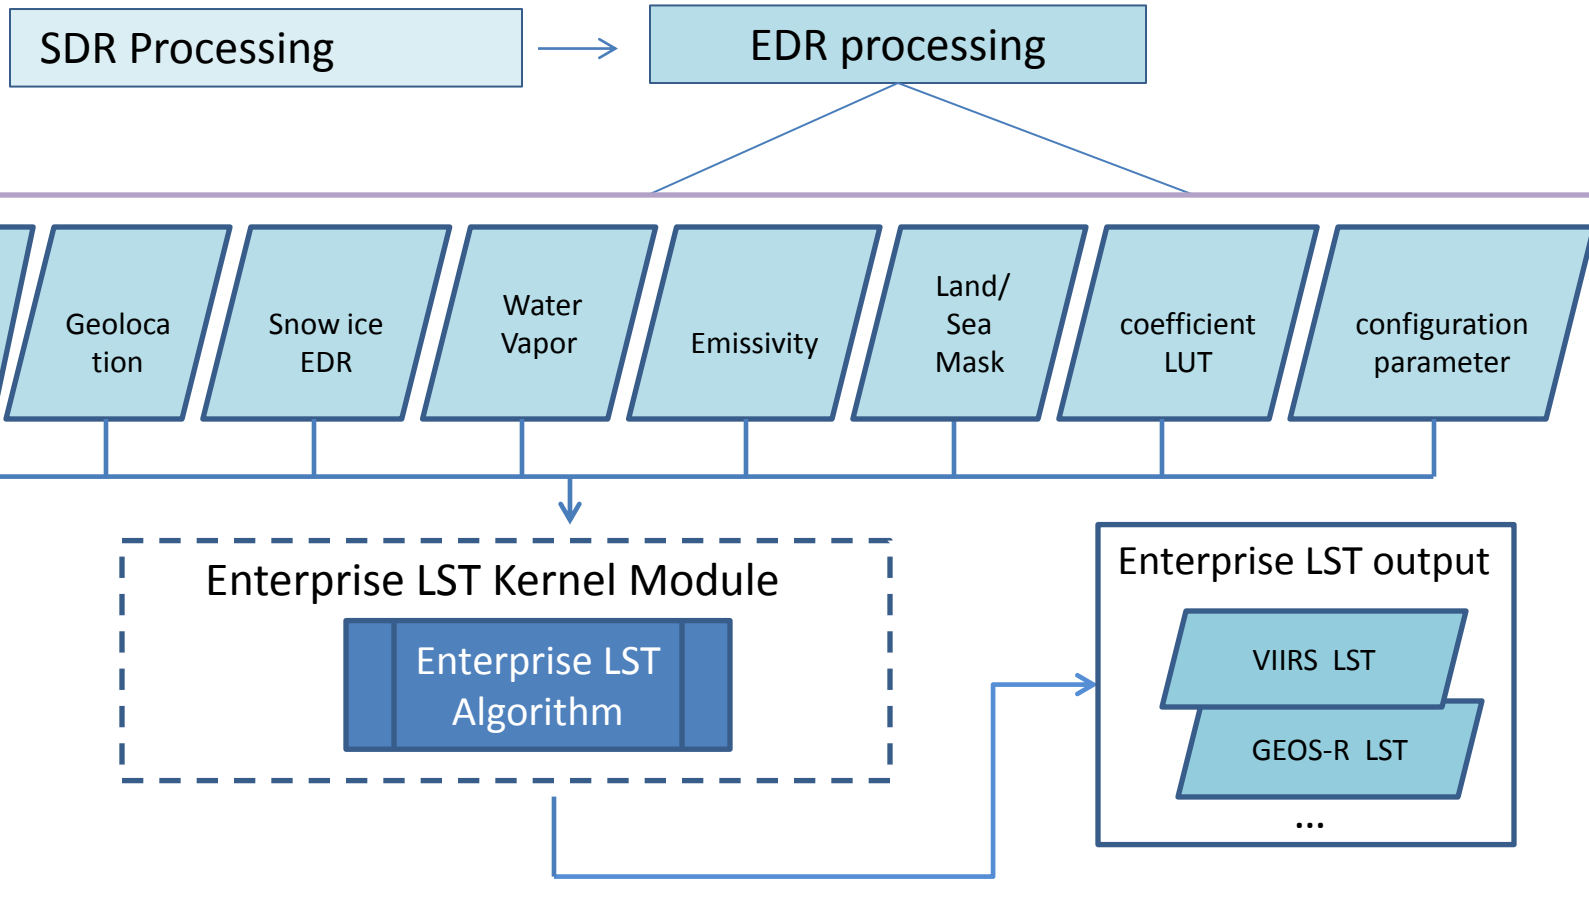 SDR Processing
EDR processing
Geoloca
tion
Snow ice
EDR
Water
Vapor
Emissivity
Land/
Sea
Mask
coefficient
LUT
configuration
parameter
Enterprise LST Kernel Module
Enterprise LST
Algorithm
Enterprise LST output
VIIRS LST
GEOS-R LST
...